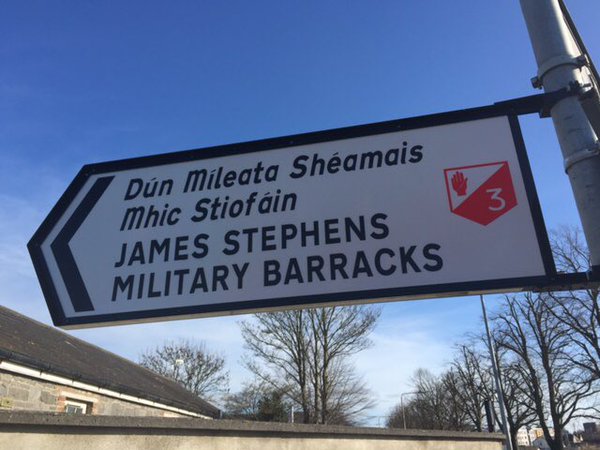 Dún Míleata Shéamais
Mhic Stiofáin
JAMES STEPHENS
MILITARY BARRACKS
3